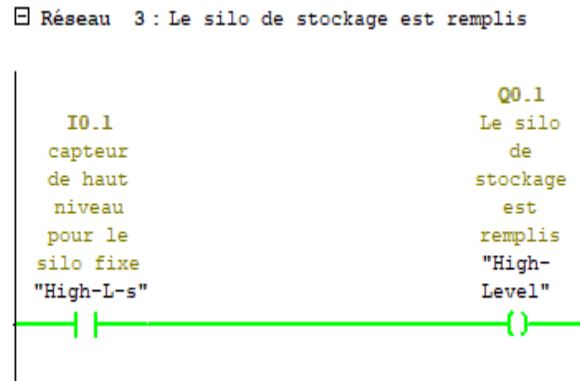 Réseau 3 : Le silo de stockage est remplis
I0.1
capteur
de haut
niveau
pour le
silo fixe
"High-L-s"
Q0.1
Le silo
de
stockage
est
remplis
"High-
Level"